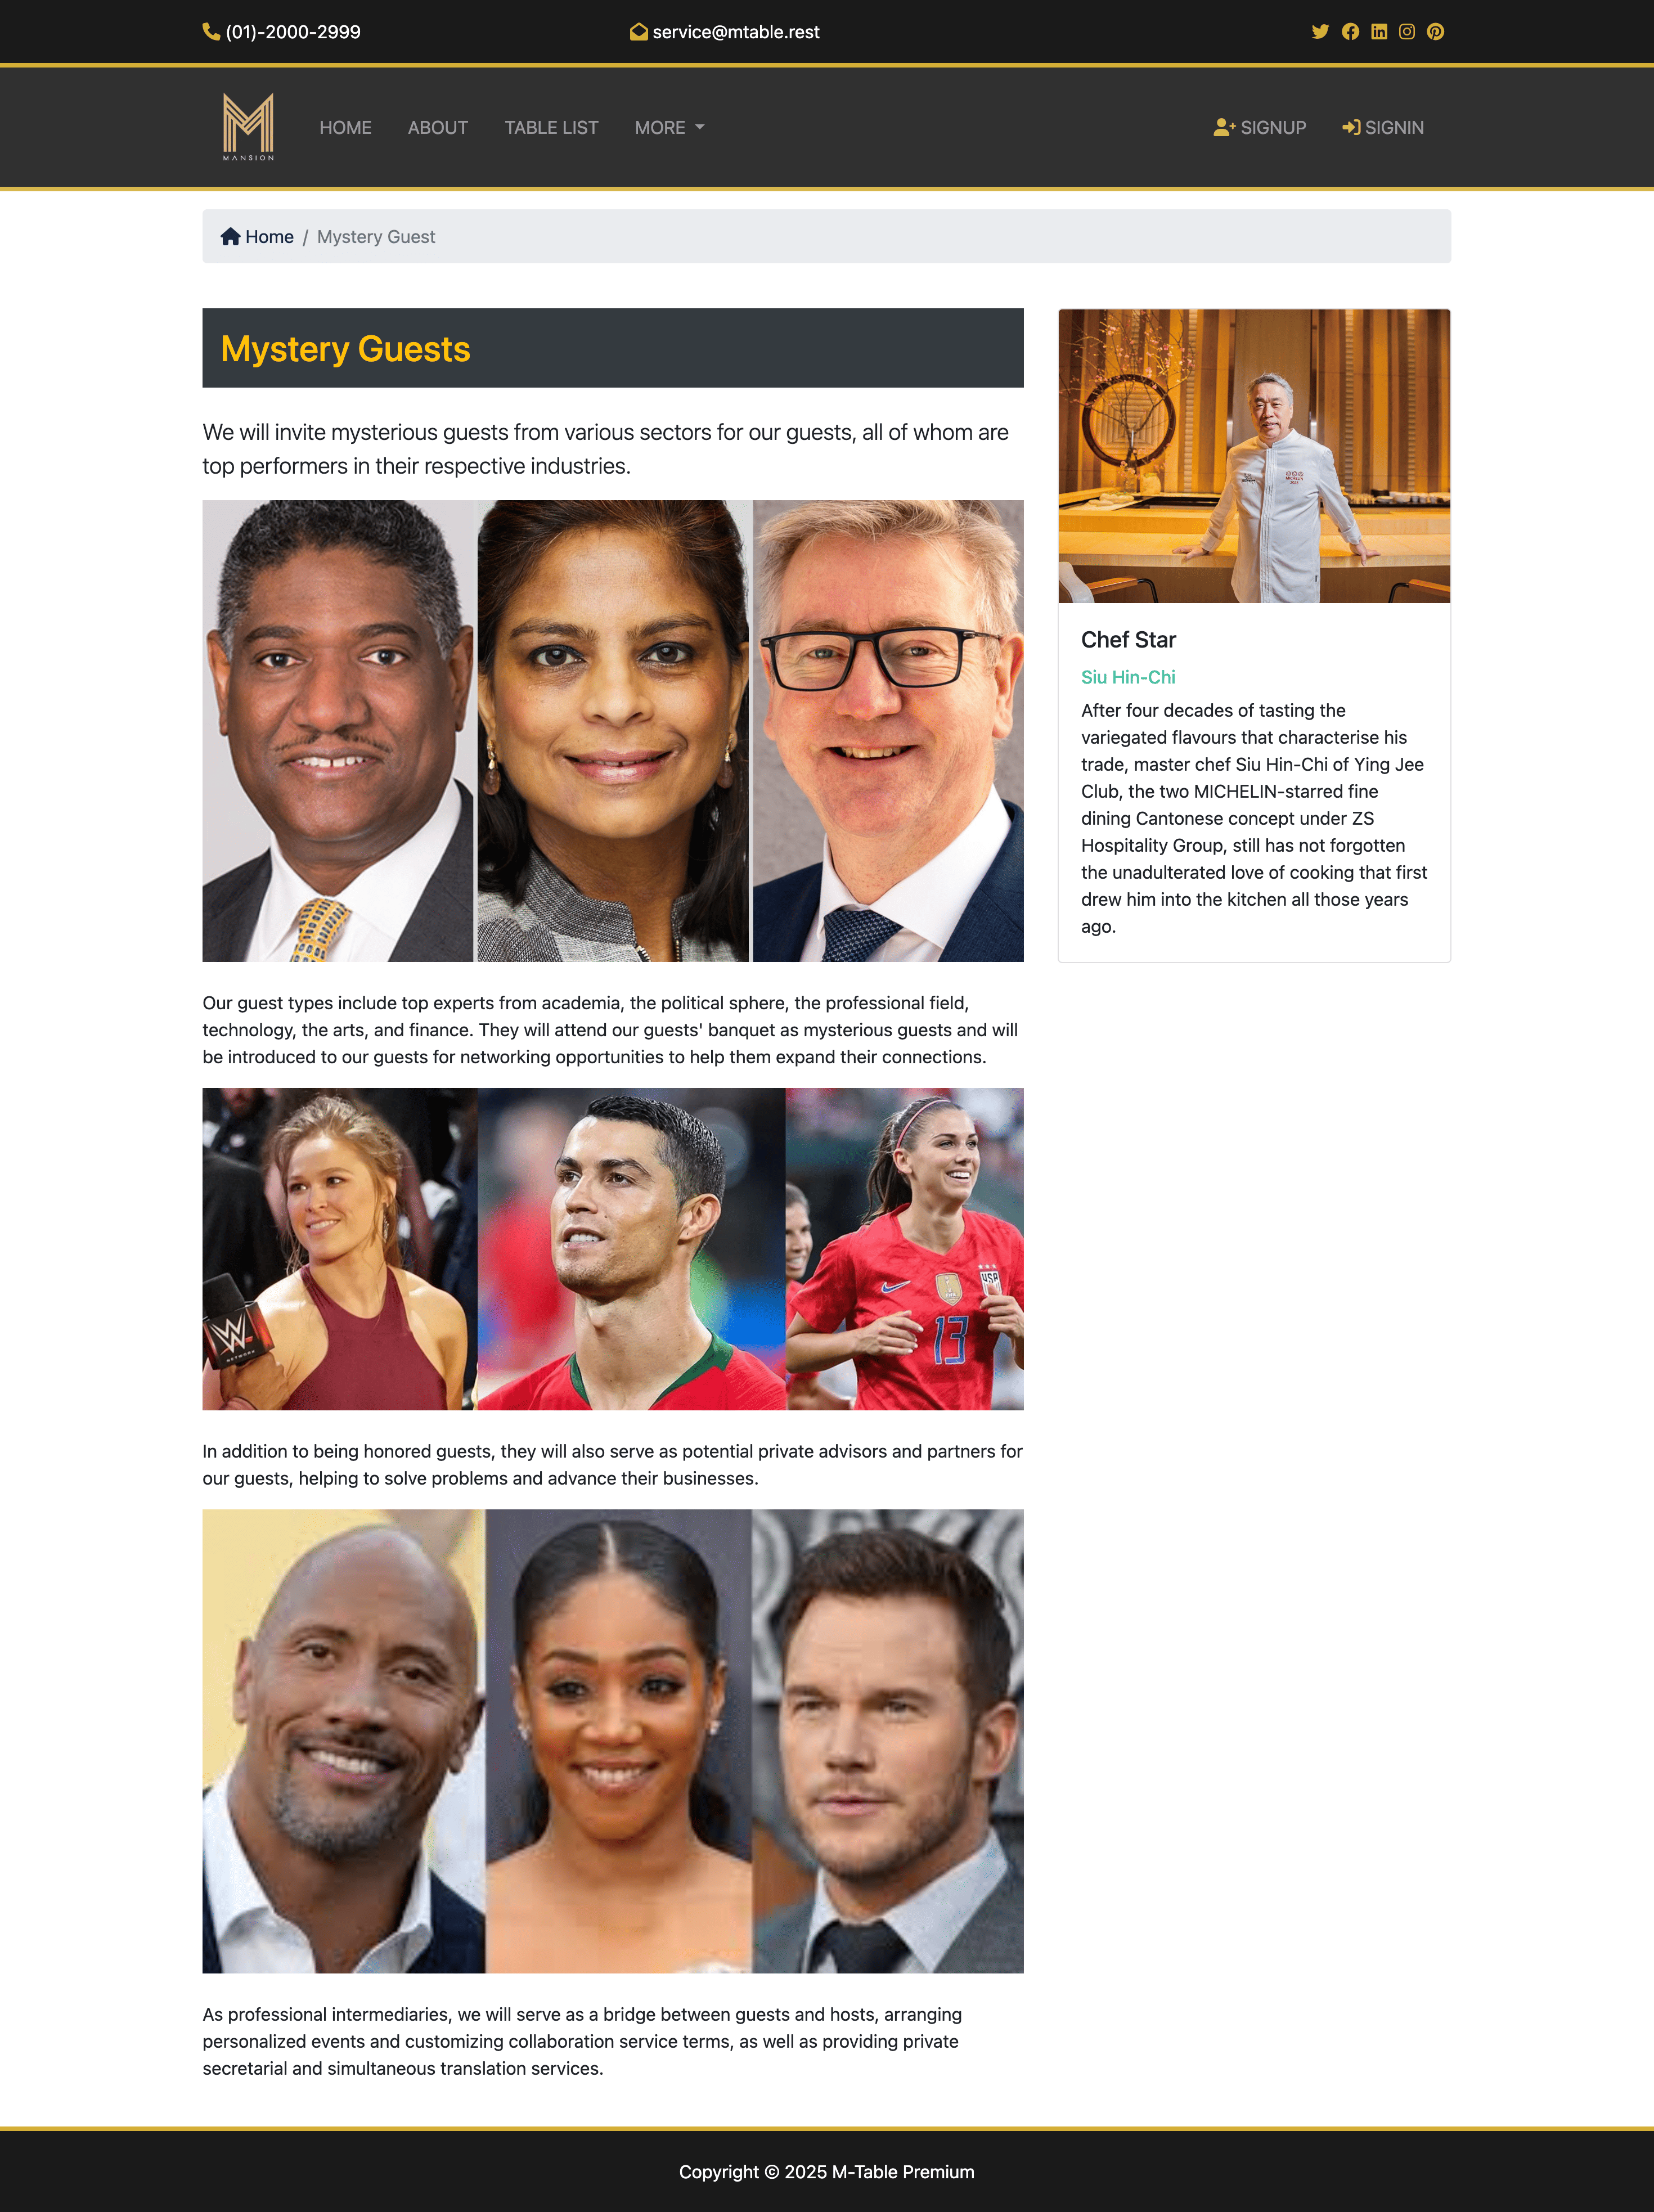 (01)-2000-2999
service@mtable.rest
MANSION
HOME
ABOUT
TABLE LIST
MORE
SIGNUP
SIGNIN
Home / Mystery Guest
Mystery Guests
We will invite mysterious guests from various sectors for our guests, all of whom are
top performers in their respective industries.
Our guest types include top experts from academia, the political sphere, the professional field,
technology, the arts, and finance. They will attend our guests' banquet as mysterious guests and will
be introduced to our guests for networking opportunities to help them expand their connections.
W
NETWORK
USA
13
In addition to being honored guests, they will also serve as potential private advisors and partners for
our guests, helping to solve problems and advance their businesses.
As professional intermediaries, we will serve as a bridge between guests and hosts, arranging
personalized events and customizing collaboration service terms, as well as providing private
secretarial and simultaneous translation services.
Chef Star
Siu Hin-Chi
After four decades of tasting the
variegated flavours that characterise his
trade, master chef Siu Hin-Chi of Ying Jee
Club, the two MICHELIN-starred fine
dining Cantonese concept under ZS
Hospitality Group, still has not forgotten
the unadulterated love of cooking that first
drew him into the kitchen all those years
ago.
Copyright © 2025 M-Table Premium